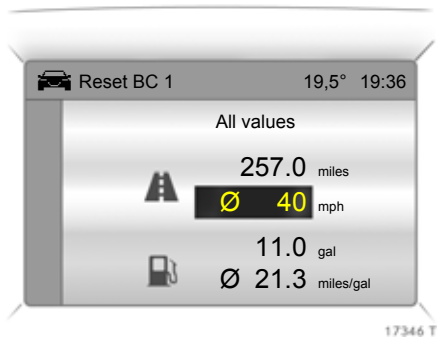 Reset BC 1 19,5° 19:36
All values
257.0 miles
Ø 40 mph
11.0 gal
Ø 21.3 miles/gal
17346 T